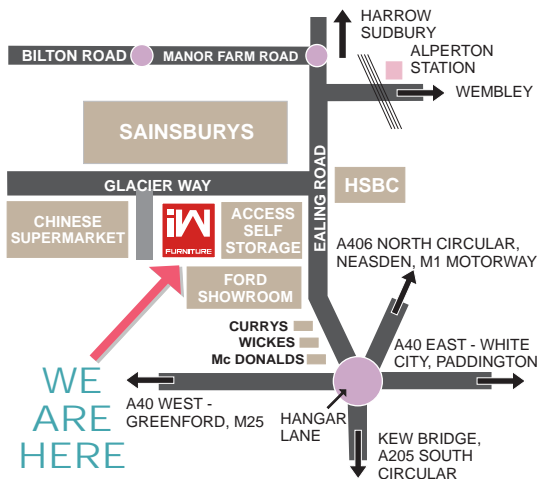 HARROW
SUDBURY
BILTON ROAD
MANOR FARM ROAD
ALPERTON
STATION
WEMBLEY
SAINSBURYS
EALING ROAD
GLACIER WAY
HSBC
CHINESE
SUPERMARKET
iW
FURNITURE
ACCESS
SELF
STORAGE
FORD
SHOWROOM
A406 NORTH CIRCULAR,
NEASDEN, M1 MOTORWAY
CURRYS
WICKES
Mc DONALDS
A40 EAST - WHITE
CITY, PADDINGTON
WE
ARE
HERE
A40 WEST -
GREENFORD, M25
HANGAR
LANE
KEW BRIDGE,
A205 SOUTH
CIRCULAR